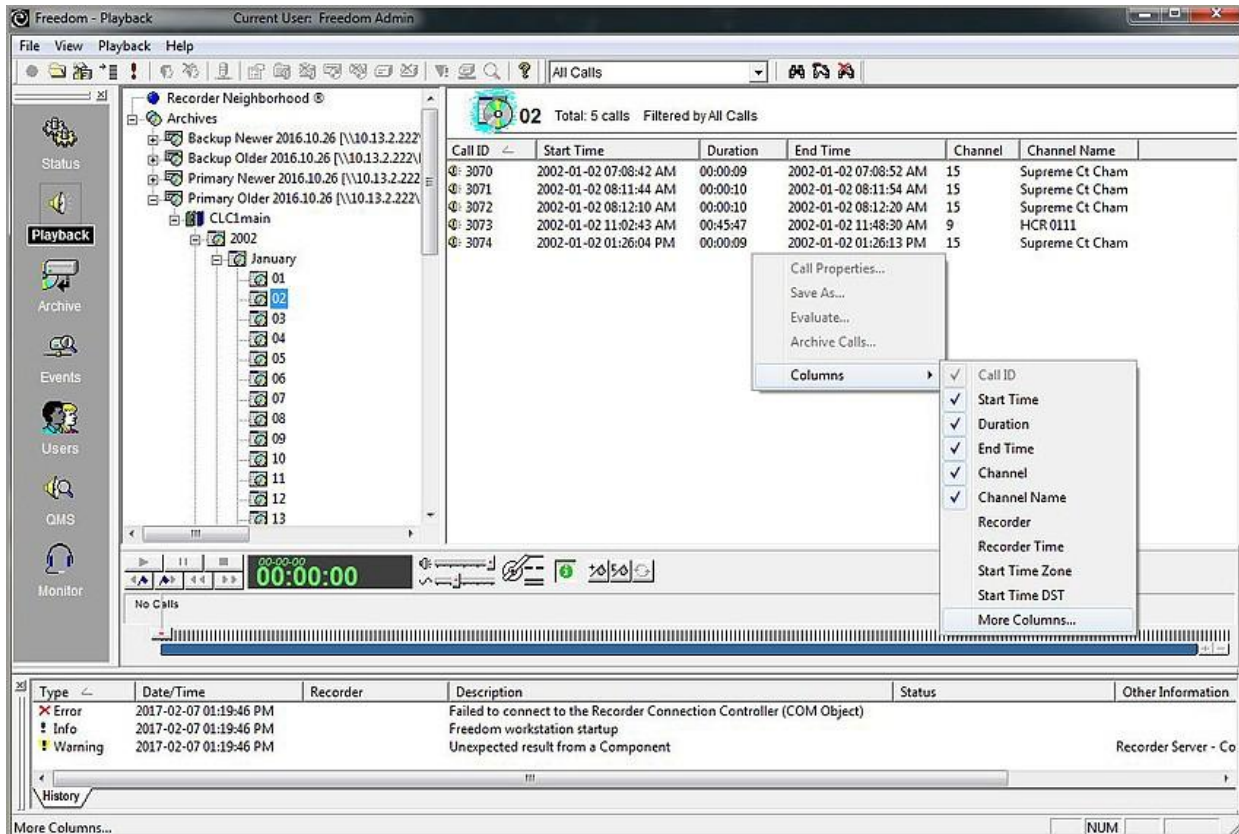 Freedom - Playback Current User: Freedom Admin
File View Playback Help
All Calls
Status
Playback
Archive
Events
Users
QMS
Monitor
Recorder Neighborhood ®
Archives
Backup Newer 2016.10.26 [\\10.13.2.222\
Backup Older 2016.10.26 [\\10.13.2.222\
Primary Newer 2016.10.26 [\\10.13.2.222
Primary Older 2016.10.26 [\\10.13.2.222\
CLC1main
2002
January
01
02
03
04
05
06
07
08
09
10
11
12
13
02 Total: 5 calls Filtered by All Calls
Call ID Start Time Duration End Time Channel Channel Name
3070 2002-01-02 07:08:42 AM 00:00:09 2002-01-02 07:08:52 AM 15 Supreme Ct Cham
3071 2002-01-02 08:11:44 AM 00:00:10 2002-01-02 08:11:54 AM 15 Supreme Ct Cham
3072 2002-01-02 08:12:10 AM 00:00:10 2002-01-02 08:12:20 AM 15 Supreme Ct Cham
3073 2002-01-02 11:02:43 AM 00:45:47 2002-01-02 11:48:30 AM 9 HCR 0111
3074 2002-01-02 01:26:04 PM 00:00:09 2002-01-02 01:26:13 PM 15 Supreme Ct Cham
Call Properties...
Save As...
Evaluate...
Archive Calls...
Columns
Call ID
Start Time
Duration
End Time
Channel
Channel Name
Recorder
Recorder Time
Start Time Zone
Start Time DST
More Columns...
00-00-00
00:00:00
No Calls
Type Date/Time Recorder Description Status Other Information
Error 2017-02-07 01:19:46 PM Failed to connect to the Recorder Connection Controller (COM Object)
Info 2017-02-07 01:19:46 PM Freedom workstation startup
Warning 2017-02-07 01:19:46 PM Unexpected result from a Component Recorder Server - Co
History
More Columns... NUM